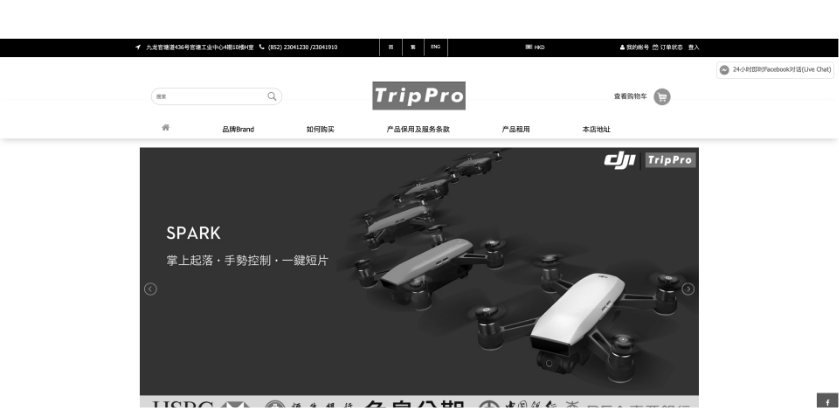 九龙官塘道436号官塘工业中心4期10楼H室 (852) 23041230 /23041910 简 繁 ENG HKD 我的帐号 订单状态 登入
24小时即时Facebook对话(Live Chat)
搜索 TripPro 查看购物车
品牌Brand 如何购买 产品保用及服务条款 产品租用 本店地址
dji TripPro
SPARK
掌上起落·手勢控制·一鍵短片